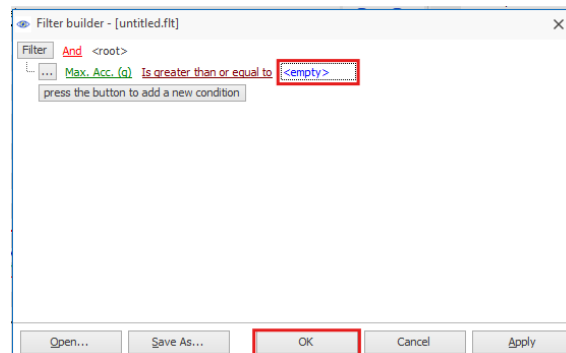 Filter builder - [untitled.flt]
Filter And <root>
... Max. Acc. (g) Is greater than or equal to <empty>
press the button to add a new condition
Open... Save As... OK Cancel Apply